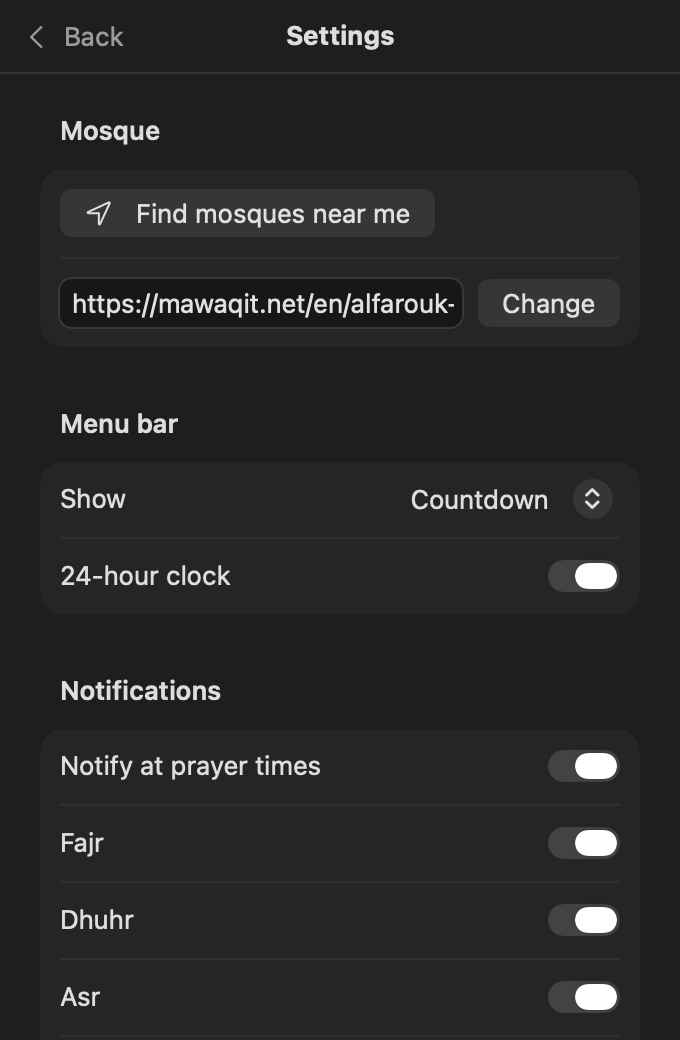 Back
Settings
Mosque
Find mosques near me
https://mawaqit.net/en/alfarouk-
Change
Menu bar
Show
Countdown
24-hour clock
Notifications
Notify at prayer times
Fajr
Dhuhr
Asr